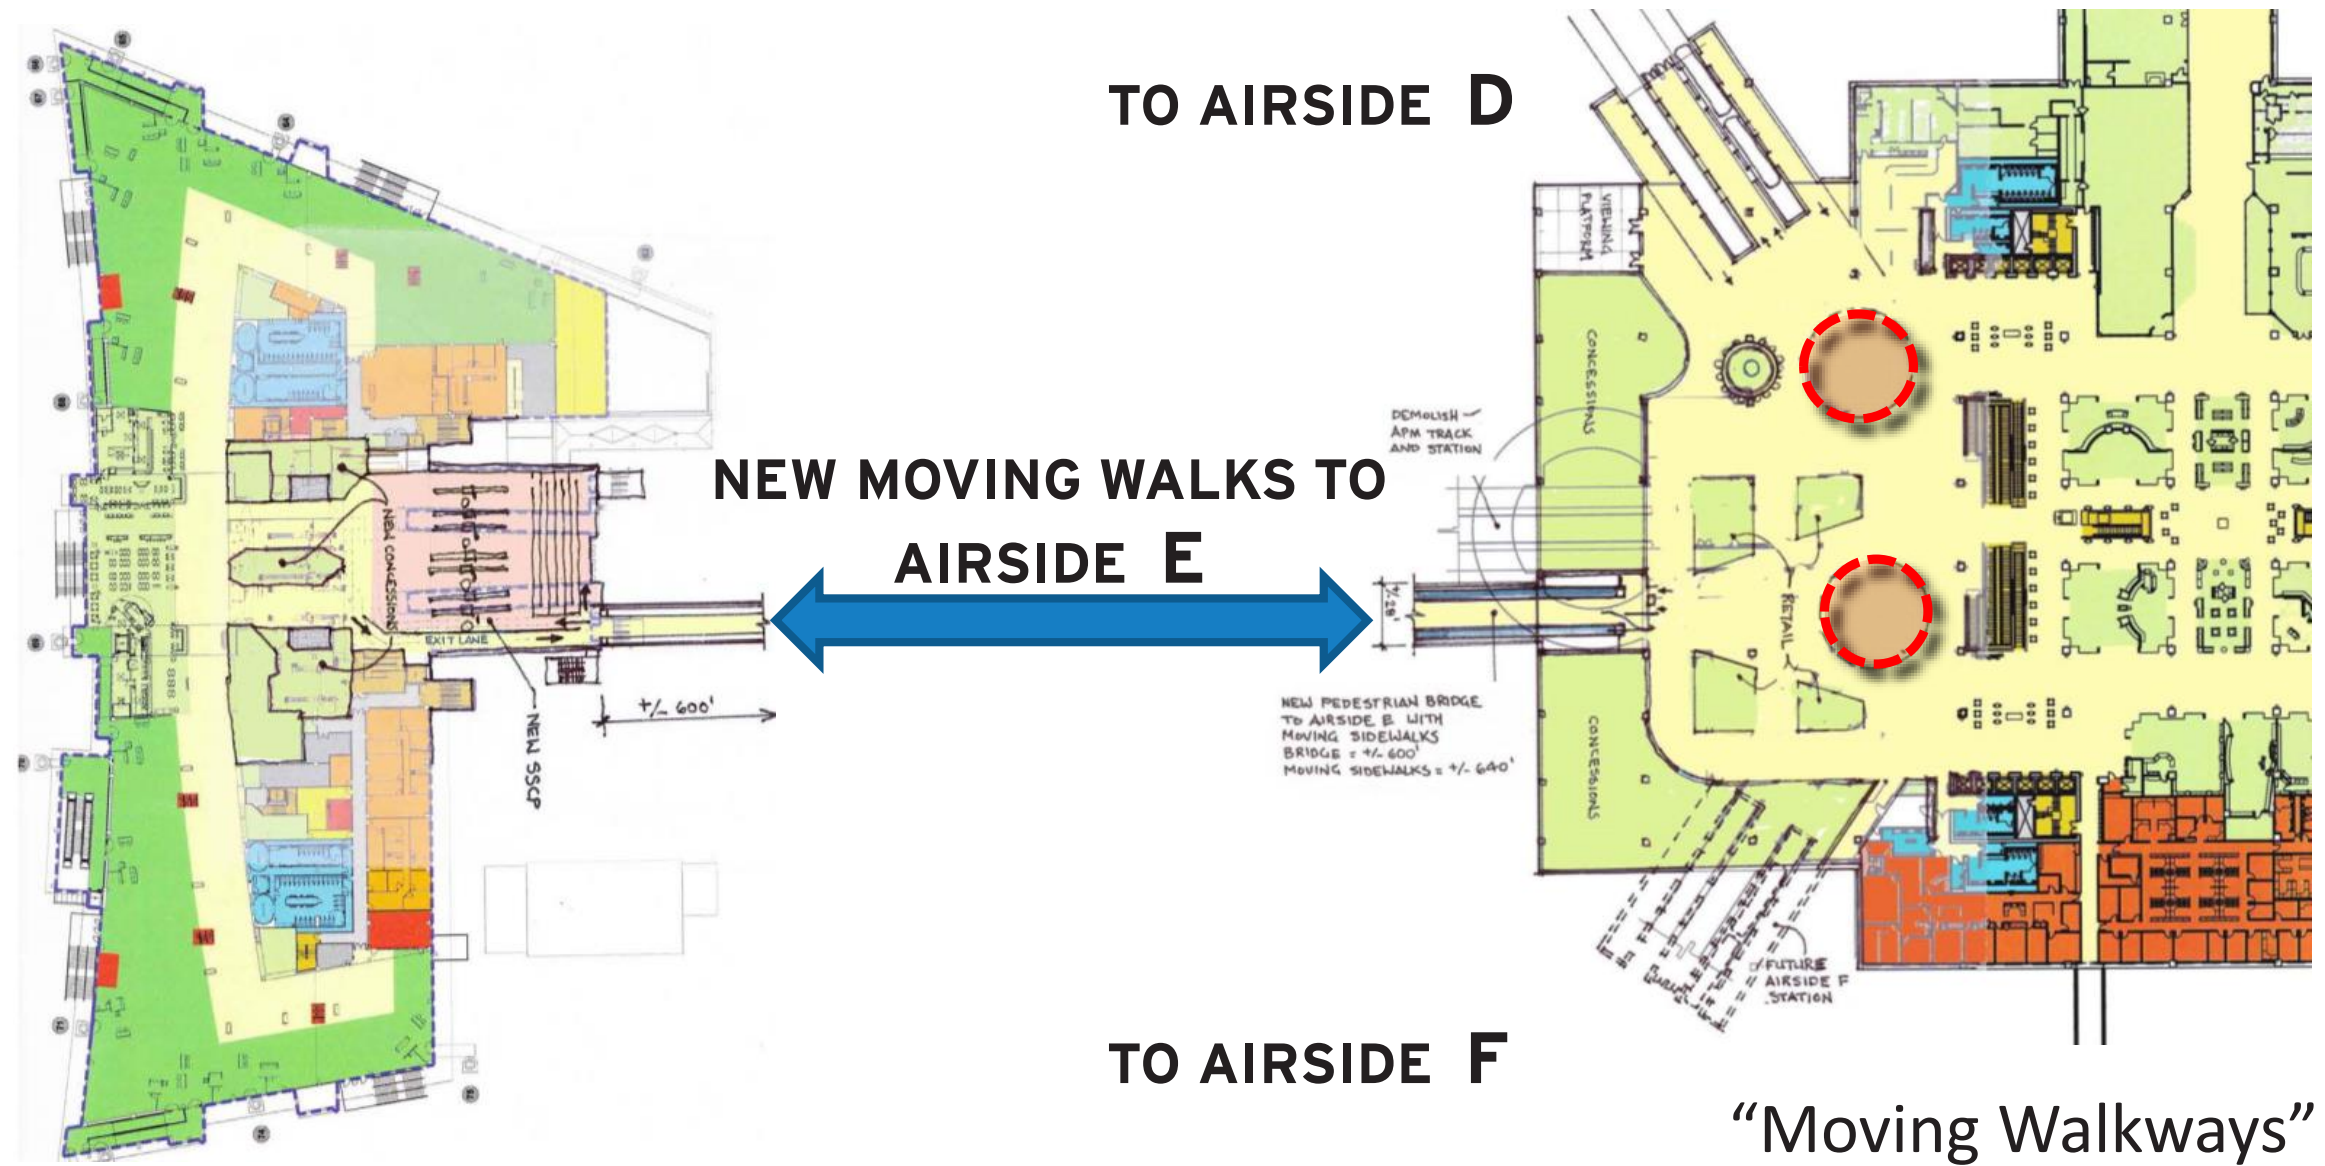 TO AIRSIDE D
VIEWING
PLATFORM
CONCESSIONS
DEMOLISH
APM TRACK
AND STATION
NEW MOVING WALKS TO
AIRSIDE E
NEW CONCESSIONS
EXIT LANE
NEW SSCP
+/- 600'
RETAIL
NEW PEDESTRIAN BRIDGE
TO AIRSIDE E WITH
MOVING SIDEWALKS
BRIDGE = +/- 600'
MOVING SIDEWALKS = +/- 640'
CONCESSIONS
FUTURE
AIRSIDE F
STATION
TO AIRSIDE F
“Moving Walkways”